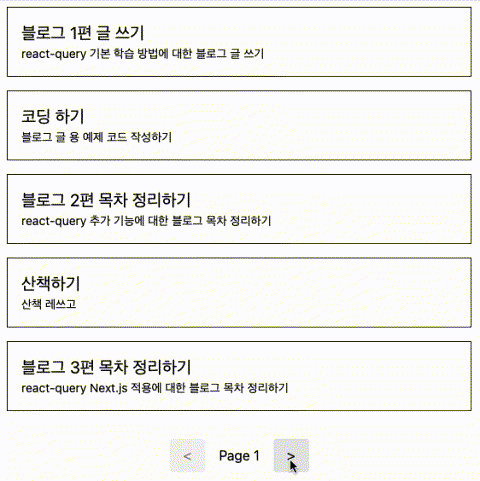 블로그 1편 글 쓰기
react-query 기본 학습 방법에 대한 블로그 글 쓰기
코딩 하기
블로그 글 용 예제 코드 작성하기
블로그 2편 목차 정리하기
react-query 추가 기능에 대한 블로그 목차 정리하기
산책하기
산책 레쓰고
블로그 3편 목차 정리하기
react-query Next.js 적용에 대한 블로그 목차 정리하기
< Page 1 >